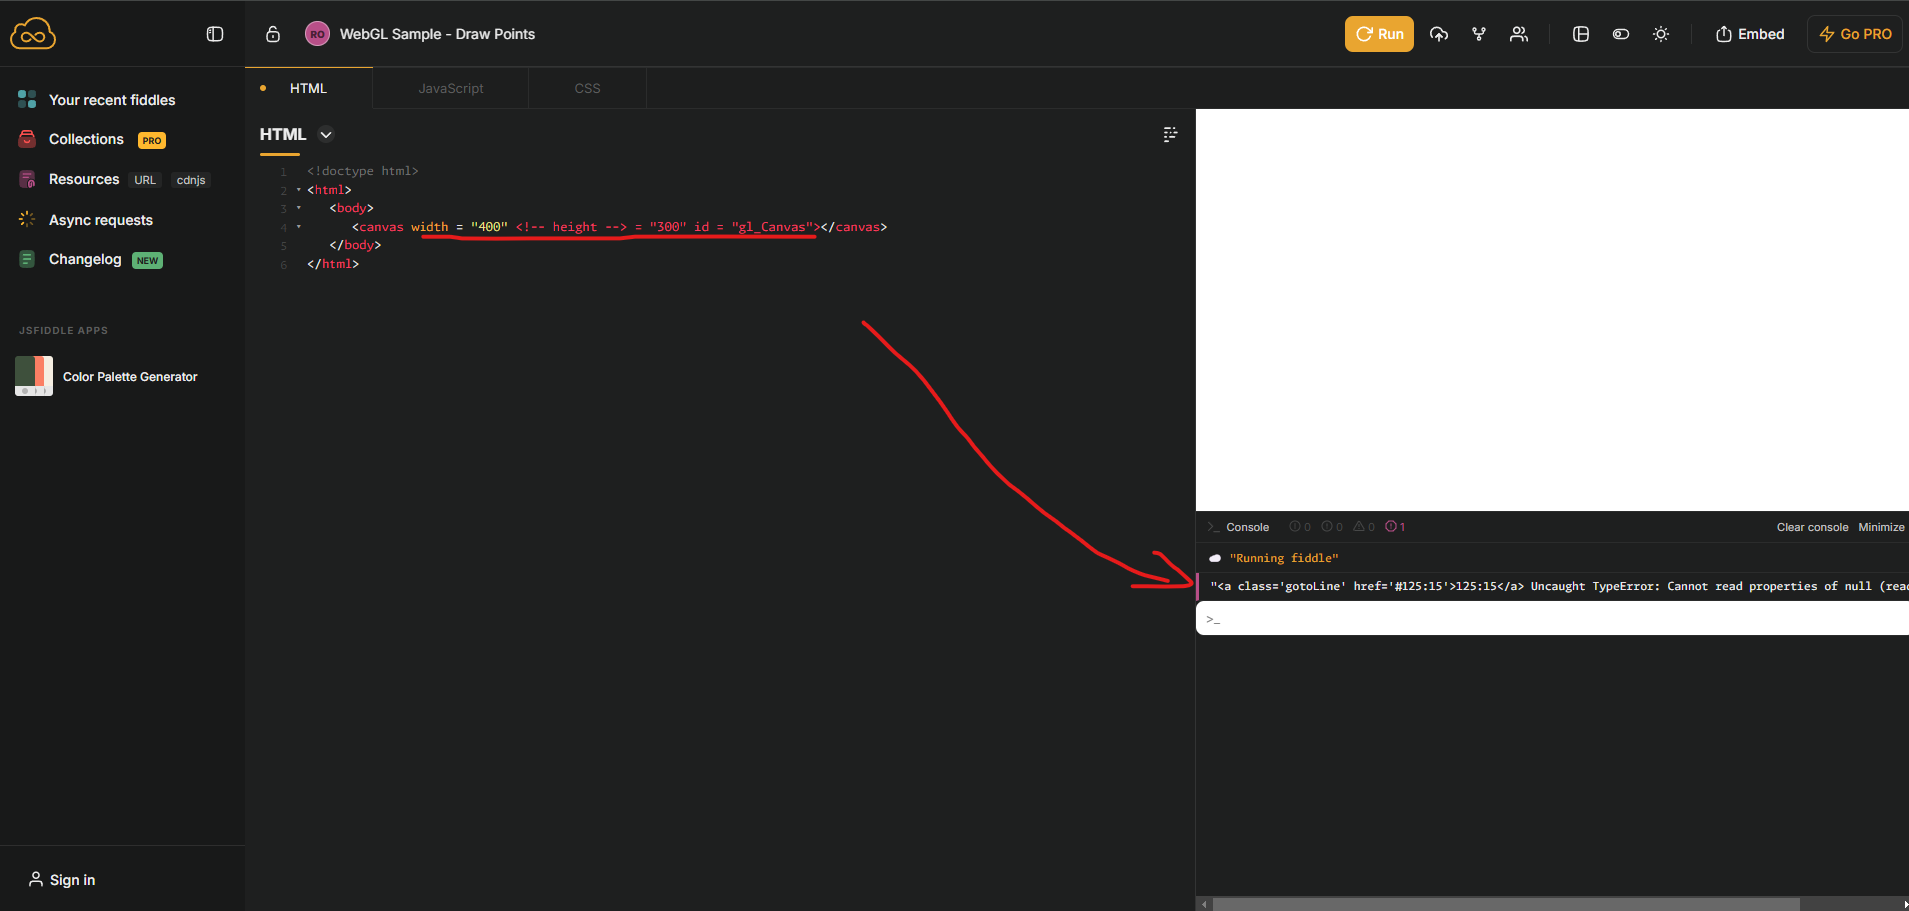 RO WebGL Sample - Draw Points
Run
Embed
Go PRO
Your recent fiddles
Collections PRO
Resources URL cdnjs
Async requests
Changelog NEW
JSFIDDLE APPS
Color Palette Generator
Sign in
HTML JavaScript CSS
HTML
1 <!doctype html>
2 <html>
3 <body>
4 <canvas width = "400" <!-- height --> = "300" id = "gl_Canvas"></canvas>
5 </body>
6 </html>
>_ Console 0 0 0 1 Clear console Minimize
"Running fiddle"
"<a class='gotoLine' href='#125:15'>125:15</a> Uncaught TypeError: Cannot read properties of null (reac
>_